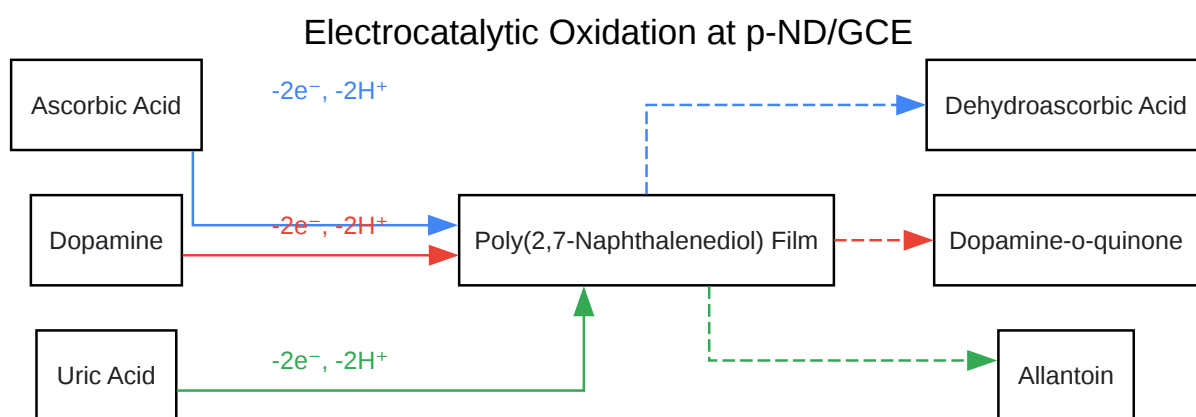 Electrocatalytic Oxidation at p-ND/GCE
Ascorbic Acid
-2e⁻, -2H⁺
Dehydroascorbic Acid
Dopamine
-2e⁻, -2H⁺
Poly(2,7-Naphthalenediol) Film
Dopamine-o-quinone
Uric Acid
-2e⁻, -2H⁺
Allantoin